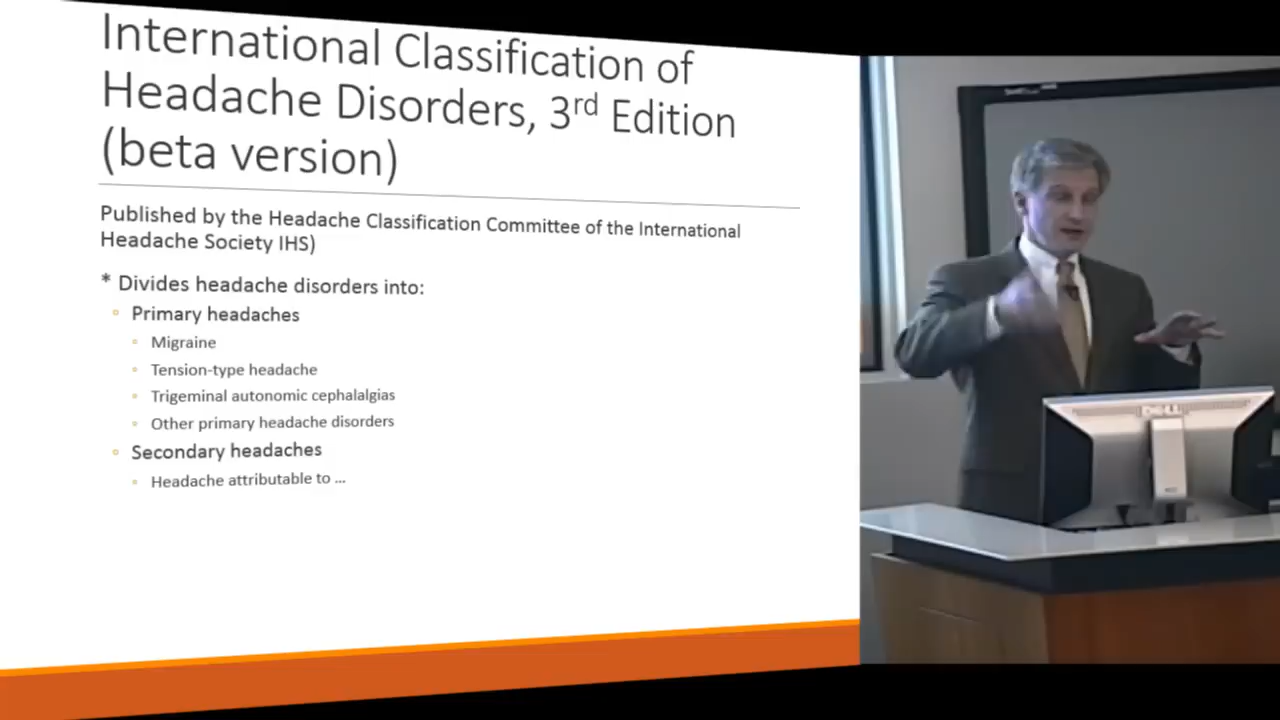 International Classification of
Headache Disorders, 3rd Edition
(beta version)
Published by the Headache Classification Committee of the International
Headache Society IHS)
* Divides headache disorders into:
Primary headaches
Migraine
Tension-type headache
Trigeminal autonomic cephalalgias
Other primary headache disorders
Secondary headaches
Headache attributable to ...
DELL